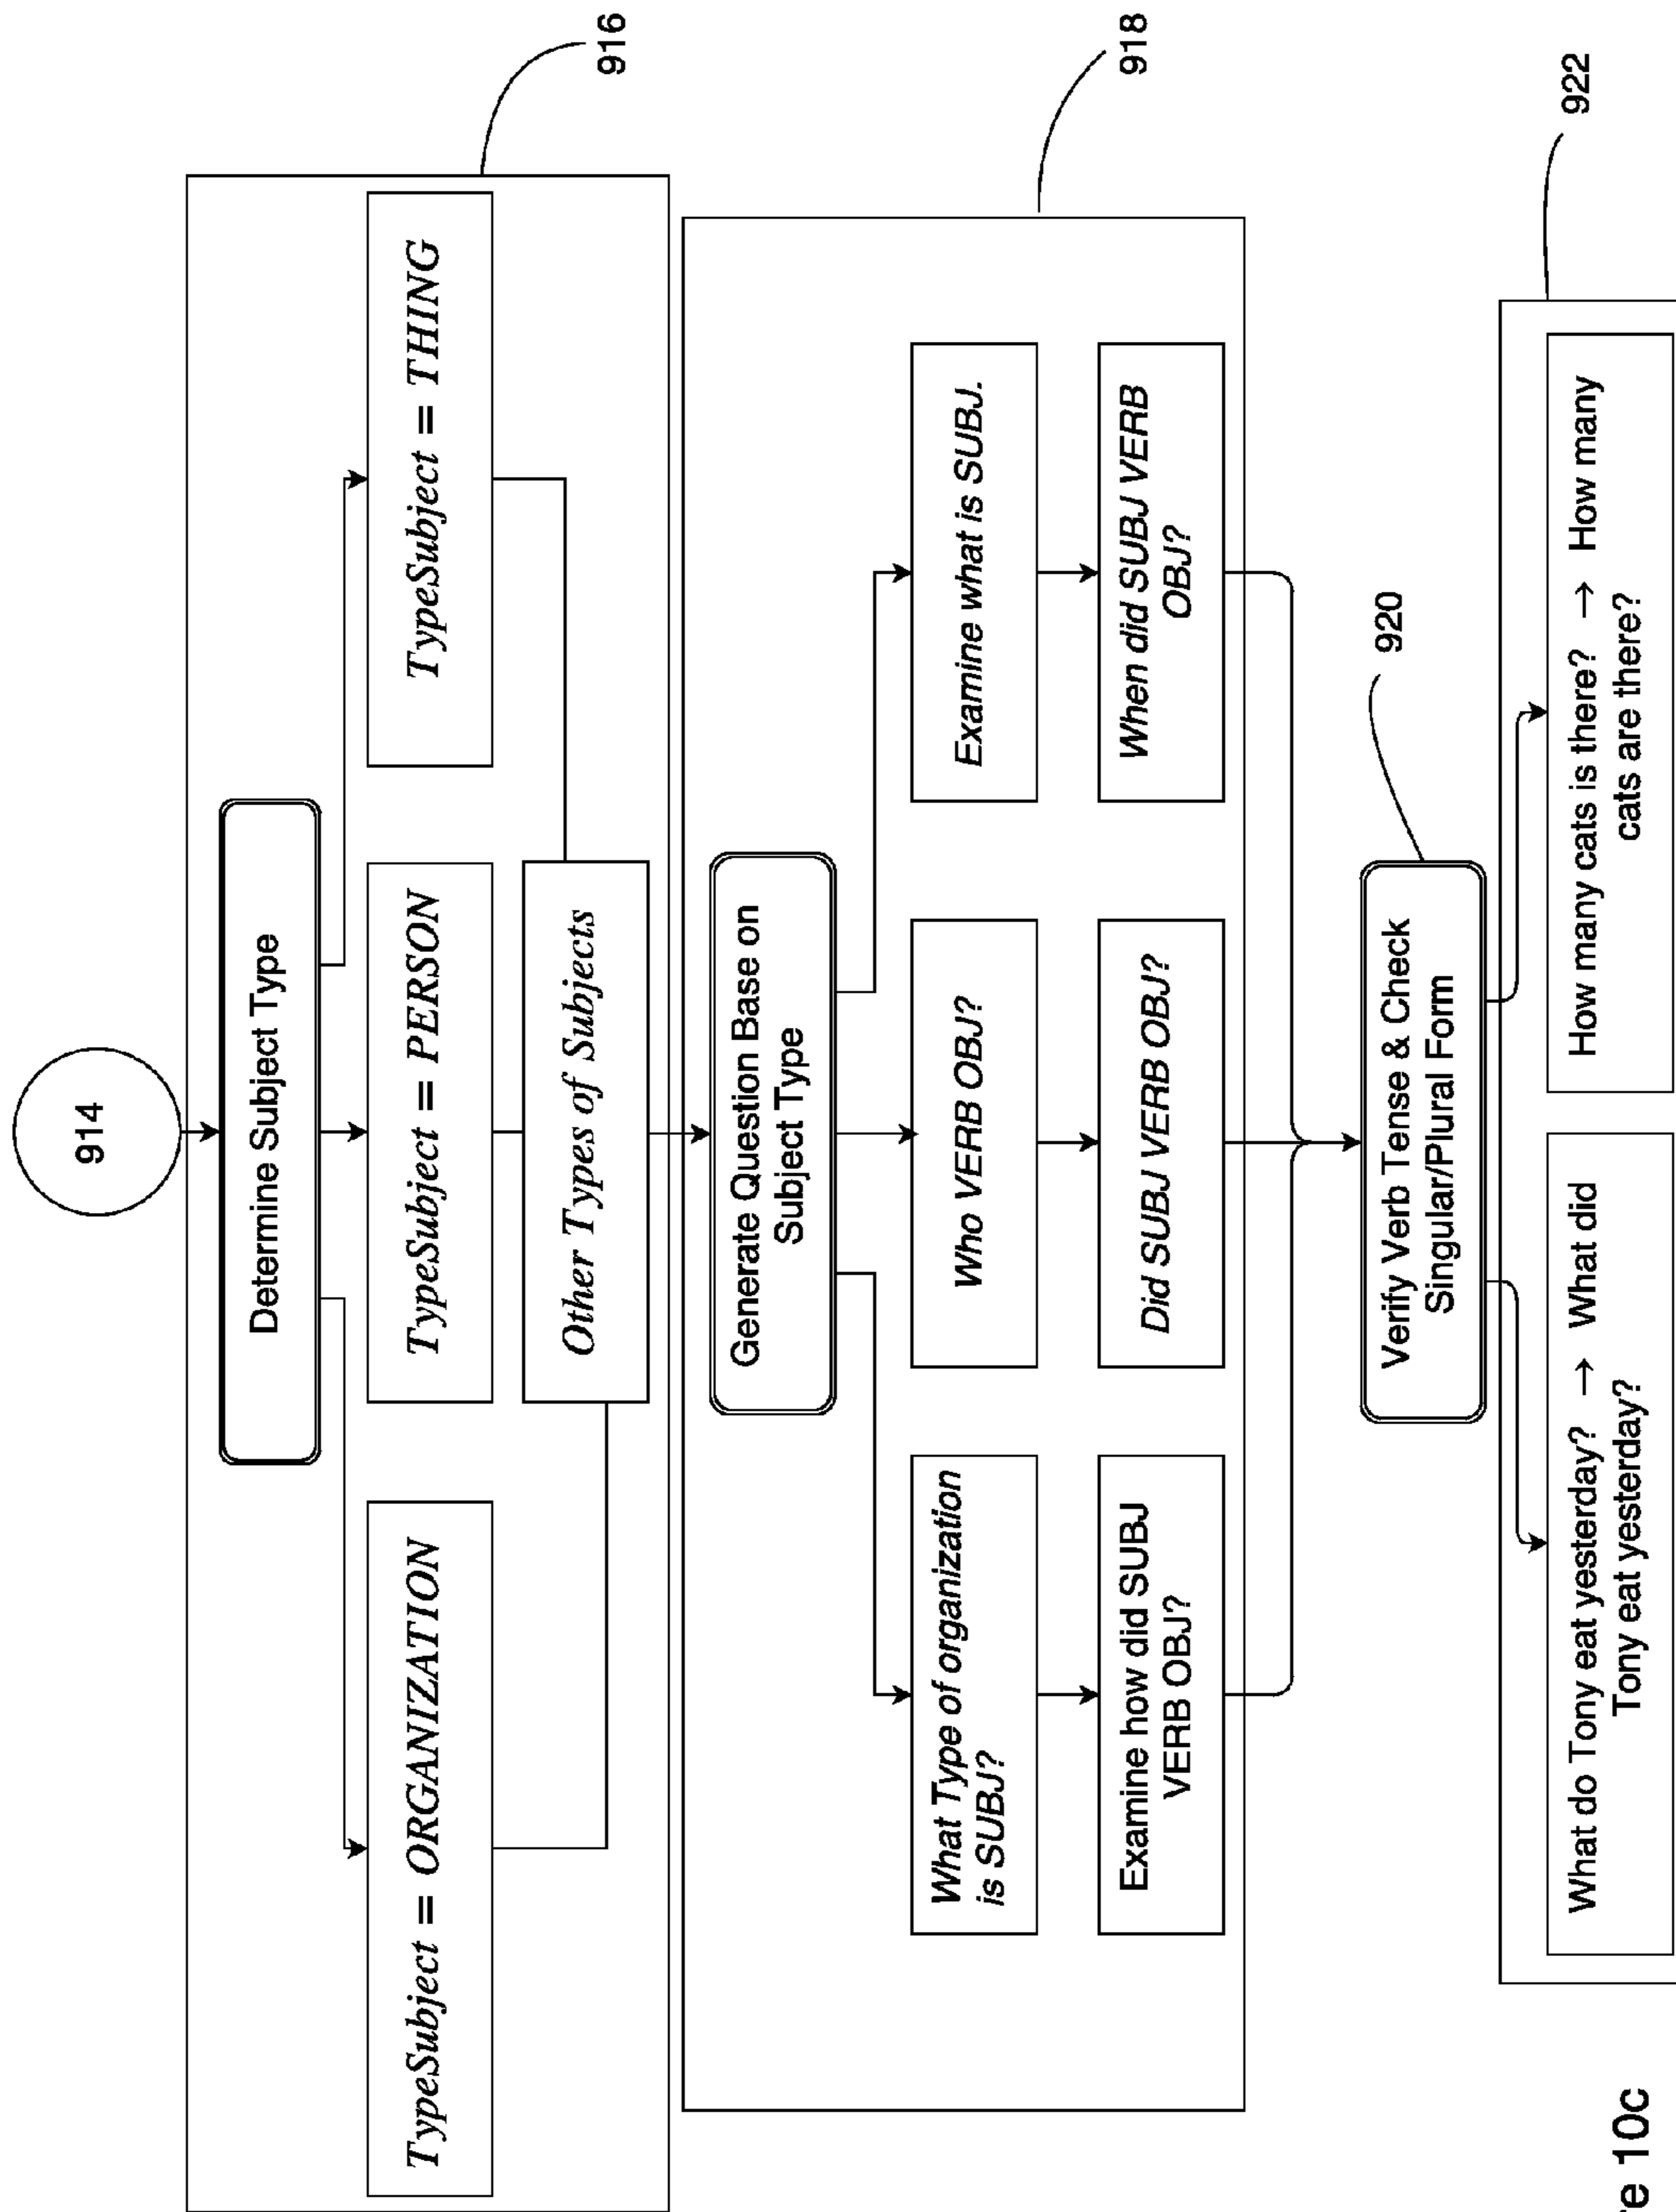 914
916
Determine Subject Type
TypeSubject = ORGANIZATION
TypeSubject = PERSON
TypeSubject = THING
Other Types of Subjects
918
Generate Question Base on
Subject Type
What Type of organization
is SUBJ?
Who VERB OBJ?
Examine what is SUBJ.
Examine how did SUBJ
VERB OBJ?
Did SUBJ VERB OBJ?
When did SUBJ VERB
OBJ?
920
Verify Verb Tense & Check
Singular/Plural Form
922
What do Tony eat yesterday? → What did
Tony eat yesterday?
How many cats is there? → How many
cats are there?
10c